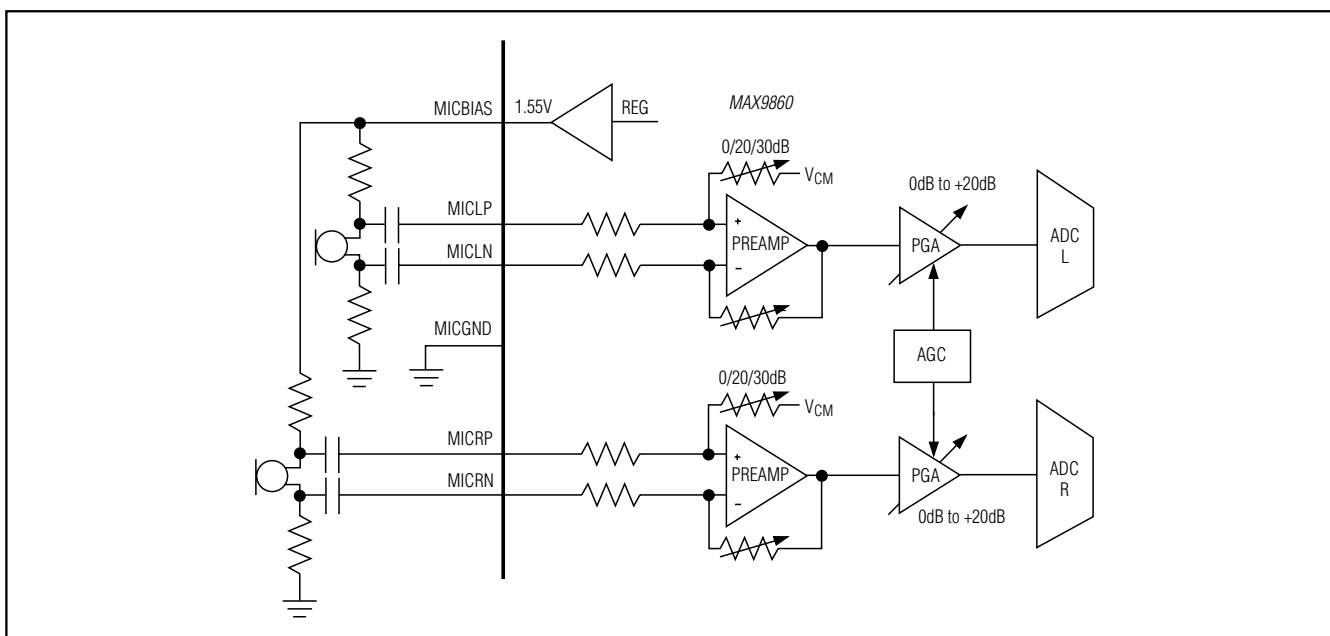 MICBIAS
1.55V
REG
MAX9860
0/20/30dB
VCM
0dB to +20dB
MICLP
+
PREAMP
−
PGA
ADC
L
MICLN
MICGND
AGC
0/20/30dB
VCM
MICRP
+
PREAMP
−
PGA
ADC
R
MICRN
0dB to +20dB